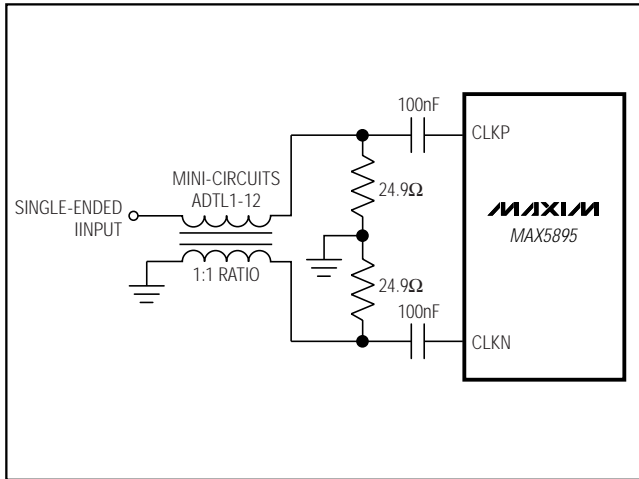 100nF
CLKP
MINI-CIRCUITS
ADTL1-12
24.9Ω
SINGLE-ENDED
IINPUT
MAXIM
MAX5895
1:1 RATIO
24.9Ω
100nF
CLKN